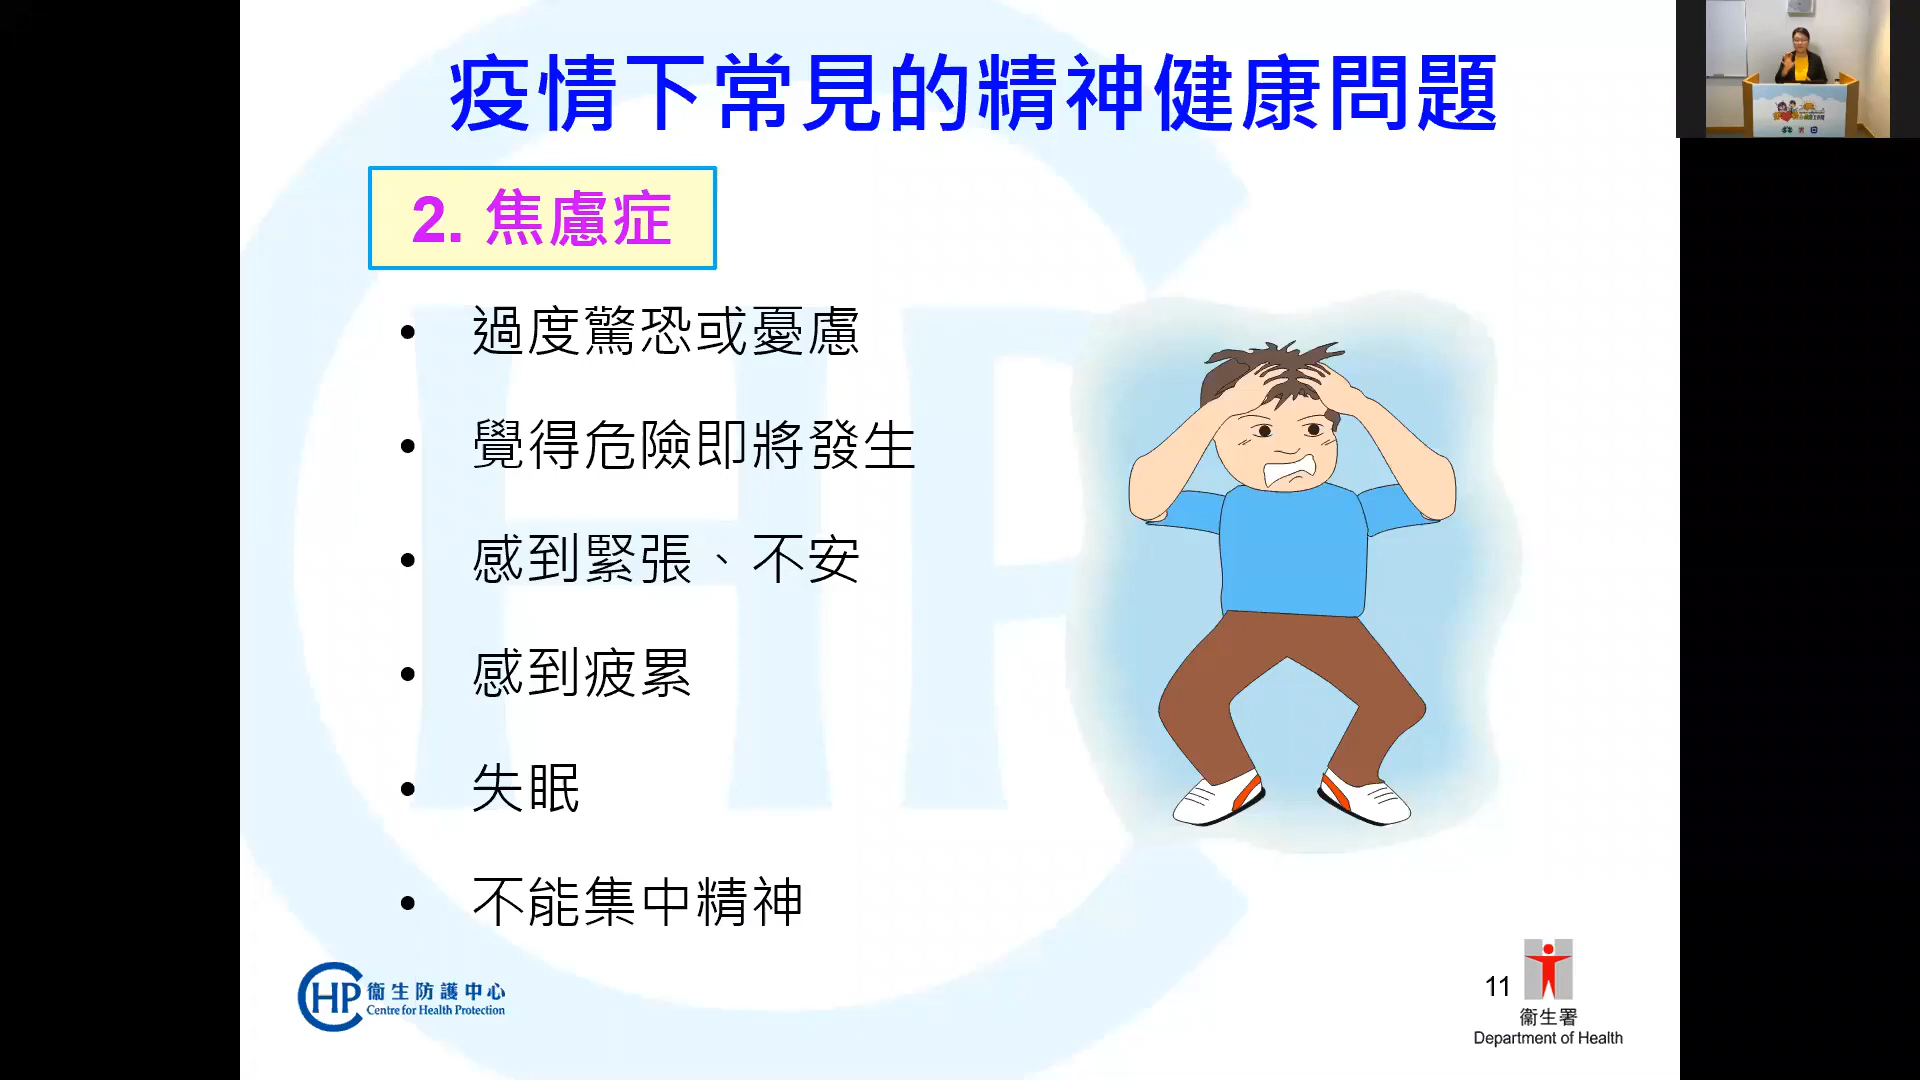 疫情下常見的精神健康問題
2. 焦慮症
• 過度驚恐或憂慮
• 覺得危險即將發生
• 感到緊張、不安
• 感到疲累
• 失眠
• 不能集中精神
CHP 衞生防護中心
Centre for Health Protection
11
衞生署
Department of Health